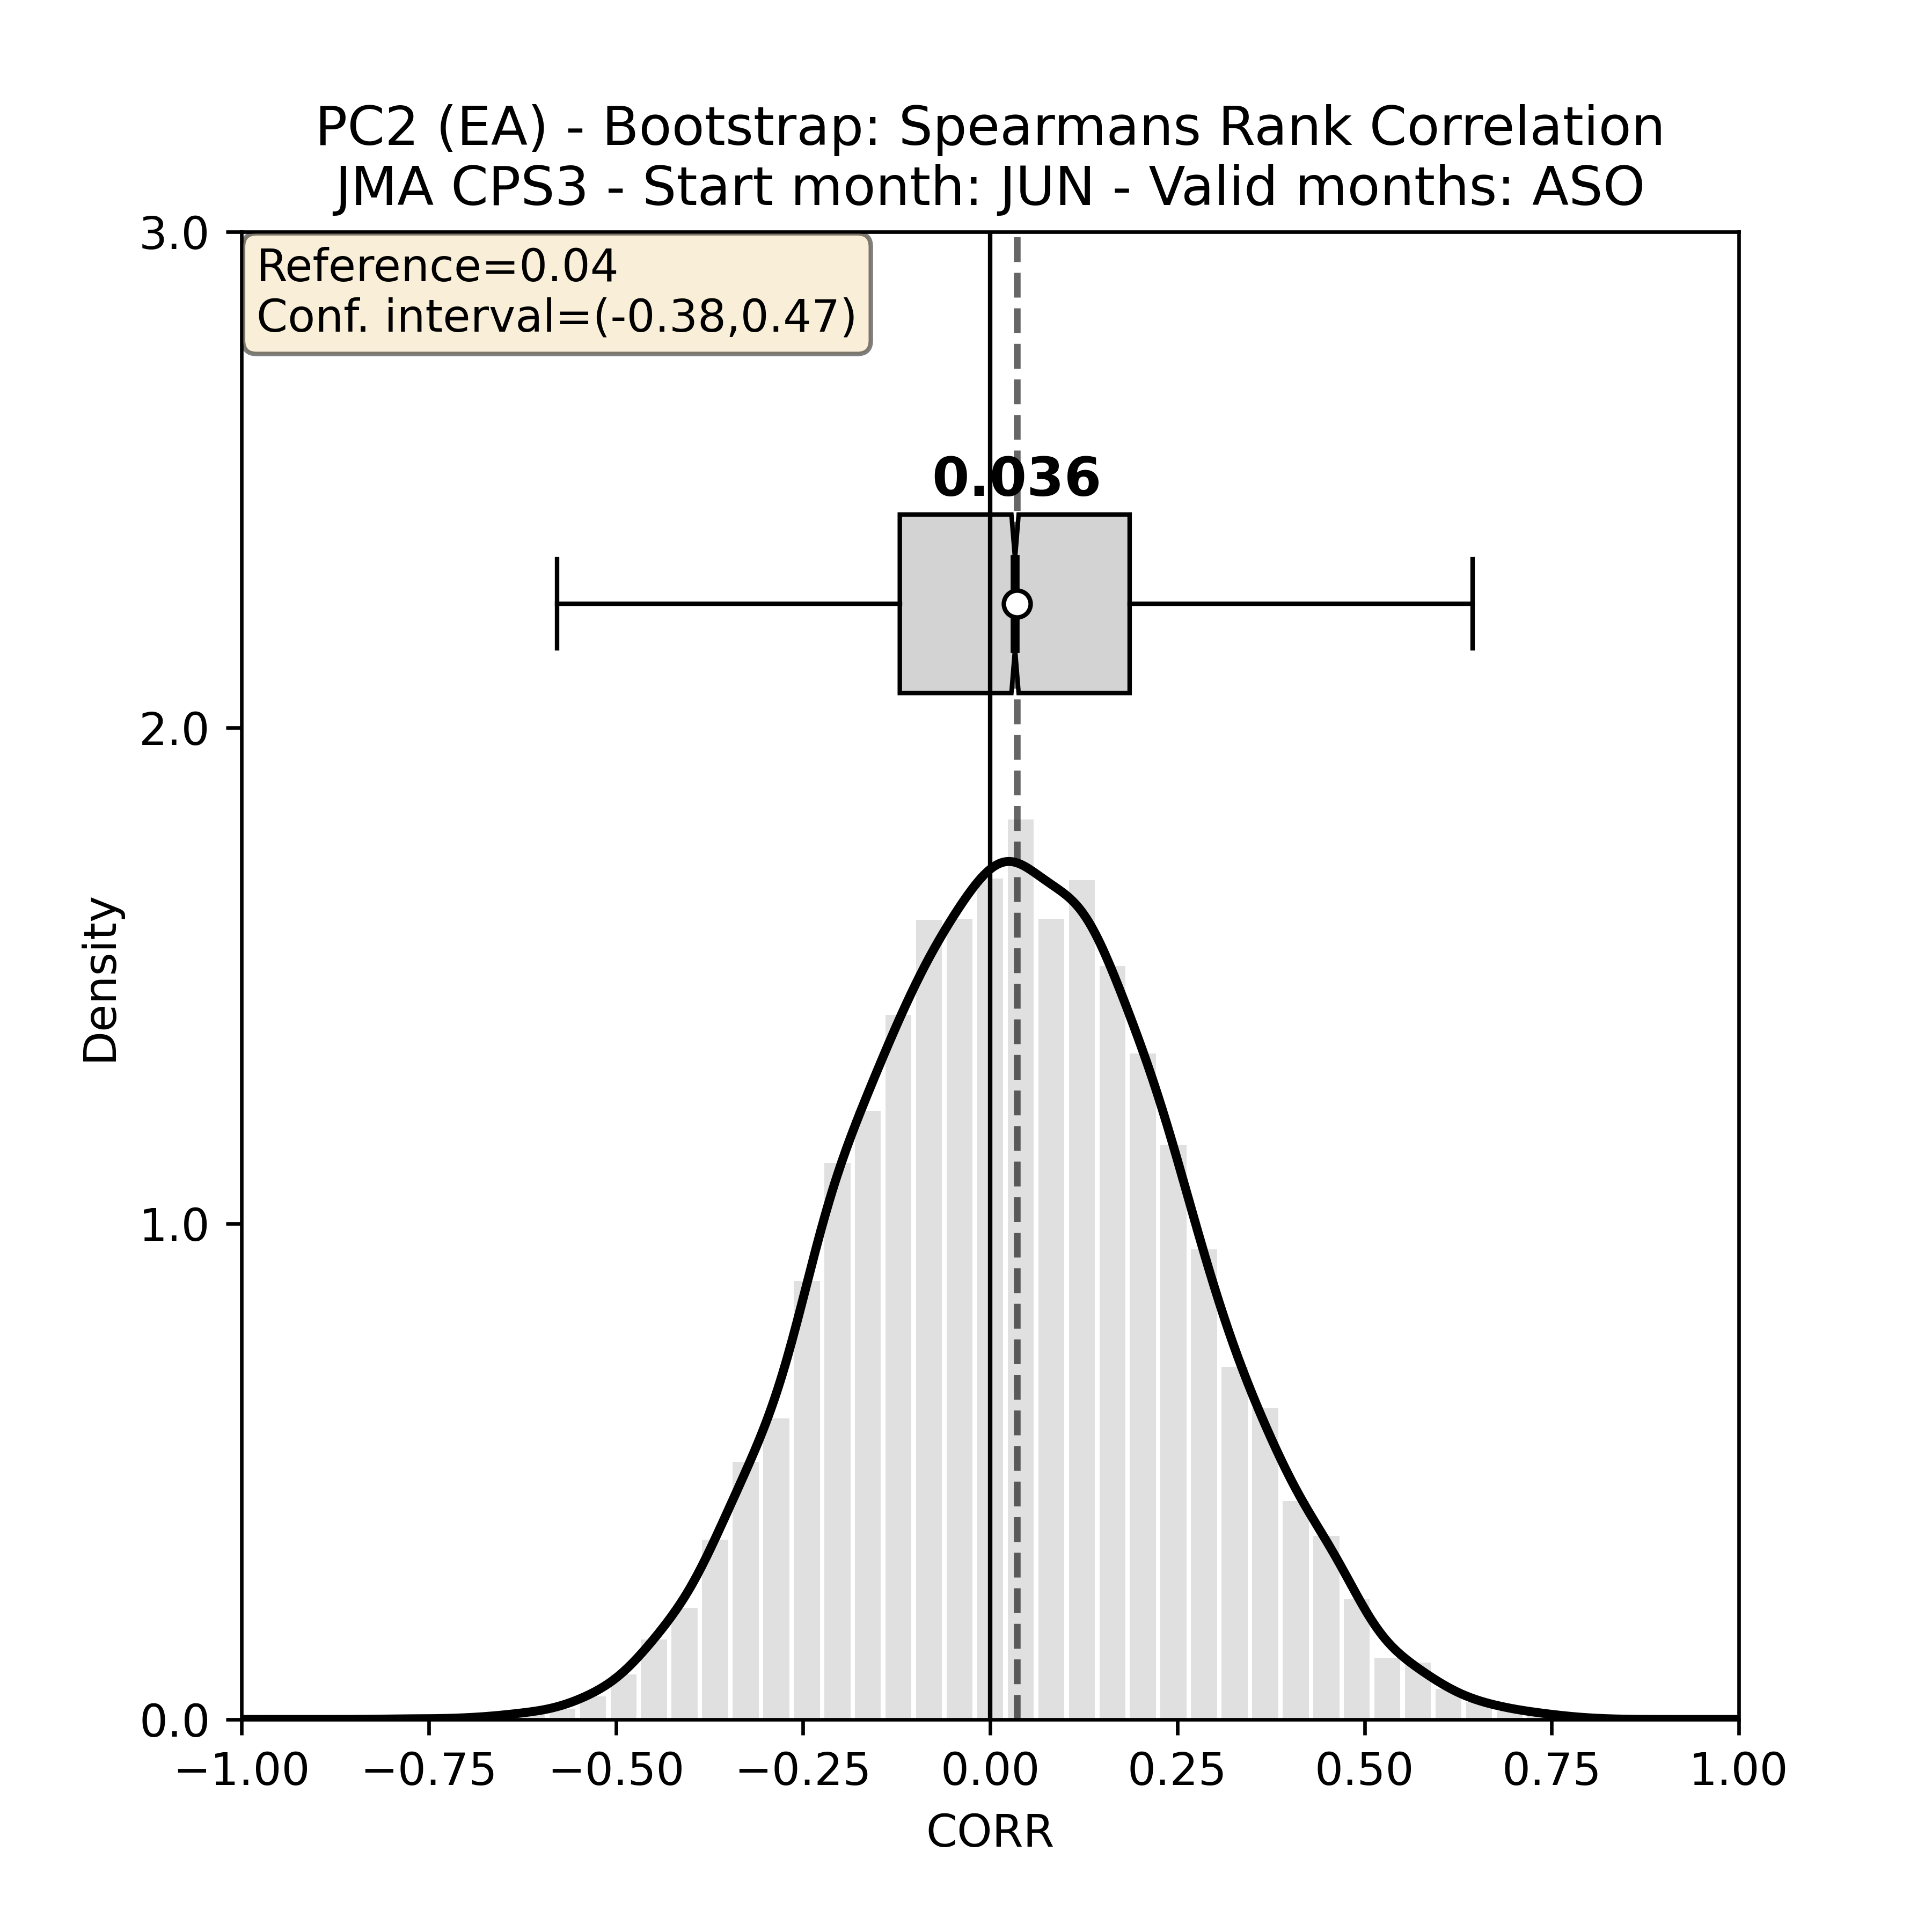 PC2 (EA) - Bootstrap: Spearmans Rank Correlation
JMA CPS3 - Start month: JUN - Valid months: ASO
3.0
Reference=0.04
Conf. interval=(-0.38,0.47)
0.036
2.0
Density
1.0
0.0
−1.00 −0.75 −0.50 −0.25 0.00 0.25 0.50 0.75 1.00
CORR